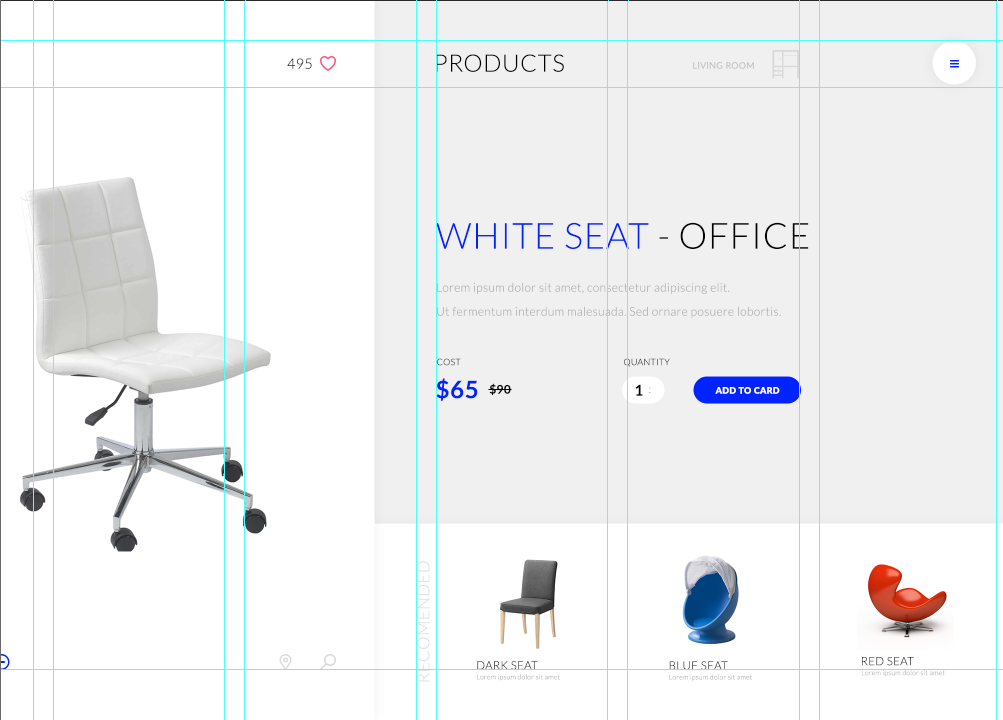 495
PRODUCTS
LIVING ROOM
WHITE SEAT - OFFICE
Lorem ipsum dolor sit amet, consectetur adipiscing elit.
Ut fermentum interdum malesuada. Sed ornare posuere lobortis.
COST
QUANTITY
$65 $90
1
ADD TO CARD
RECOMENDED
DARK SEAT
Lorem ipsum dolor sit amet
BLUE SEAT
Lorem ipsum dolor sit amet
RED SEAT
Lorem ipsum dolor sit amet